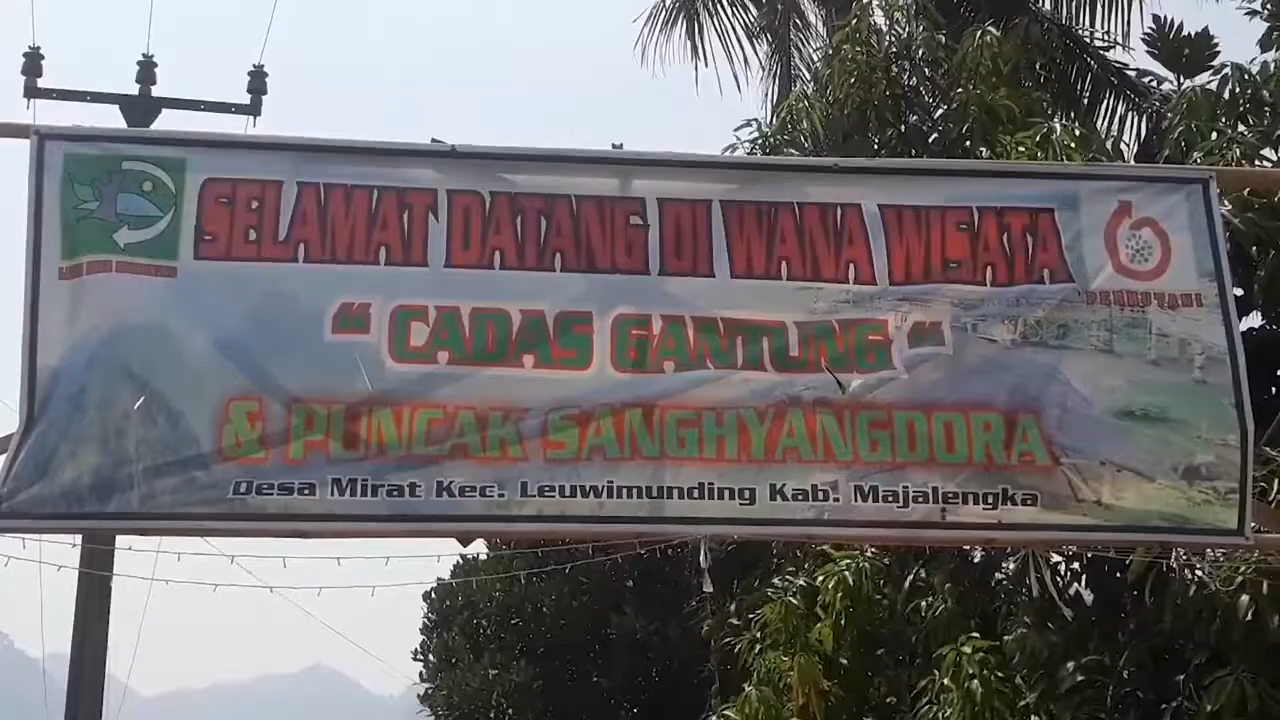 SELAMAT DATANG DI WANA WISATA
PERHUTANI
“ CADAS GANTUNG “
& PUNCAK SANGHYANGDORA
Desa Mirat Kec. Leuwimunding Kab. Majalengka